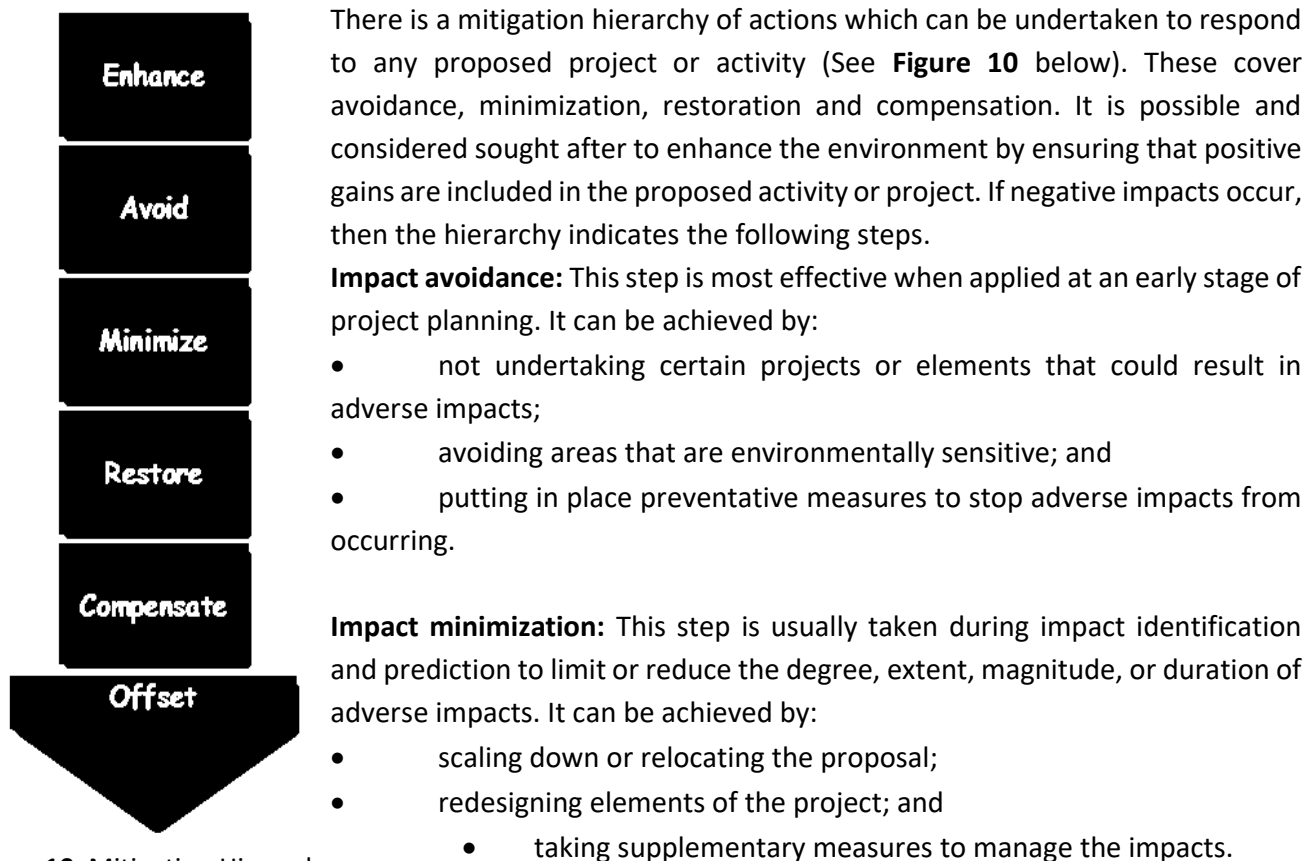 Enhance
Avoid
Minimize
Restore
Compensate
Offset
There is a mitigation hierarchy of actions which can be undertaken to respond
to any proposed project or activity (See Figure 10 below). These cover
avoidance, minimization, restoration and compensation. It is possible and
considered sought after to enhance the environment by ensuring that positive
gains are included in the proposed activity or project. If negative impacts occur,
then the hierarchy indicates the following steps.
Impact avoidance: This step is most effective when applied at an early stage of
project planning. It can be achieved by:
• not undertaking certain projects or elements that could result in
adverse impacts;
• avoiding areas that are environmentally sensitive; and
• putting in place preventative measures to stop adverse impacts from
occurring.
Impact minimization: This step is usually taken during impact identification
and prediction to limit or reduce the degree, extent, magnitude, or duration of
adverse impacts. It can be achieved by:
• scaling down or relocating the proposal;
• redesigning elements of the project; and
• taking supplementary measures to manage the impacts.